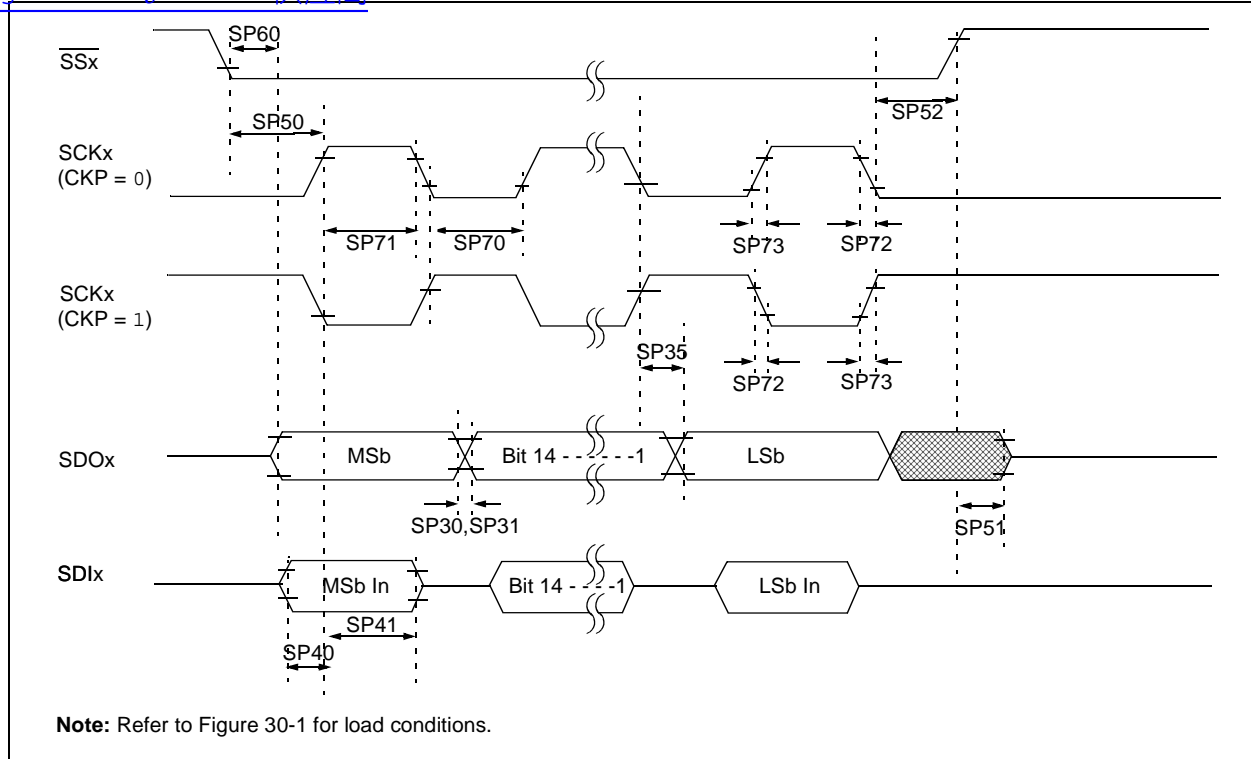 SP60
SSx
SP50
SP52
SCKx
(CKP = 0)
SP71
SP70
SP73
SP72
SCKx
(CKP = 1)
SP35
SP72
SP73
SDOx
MSb
Bit 14 - - - - - -1
LSb
SP30,SP31
SP51
SDIx
MSb In
Bit 14 - - - -1
LSb In
SP41
SP40
Note: Refer to Figure 30-1 for load conditions.